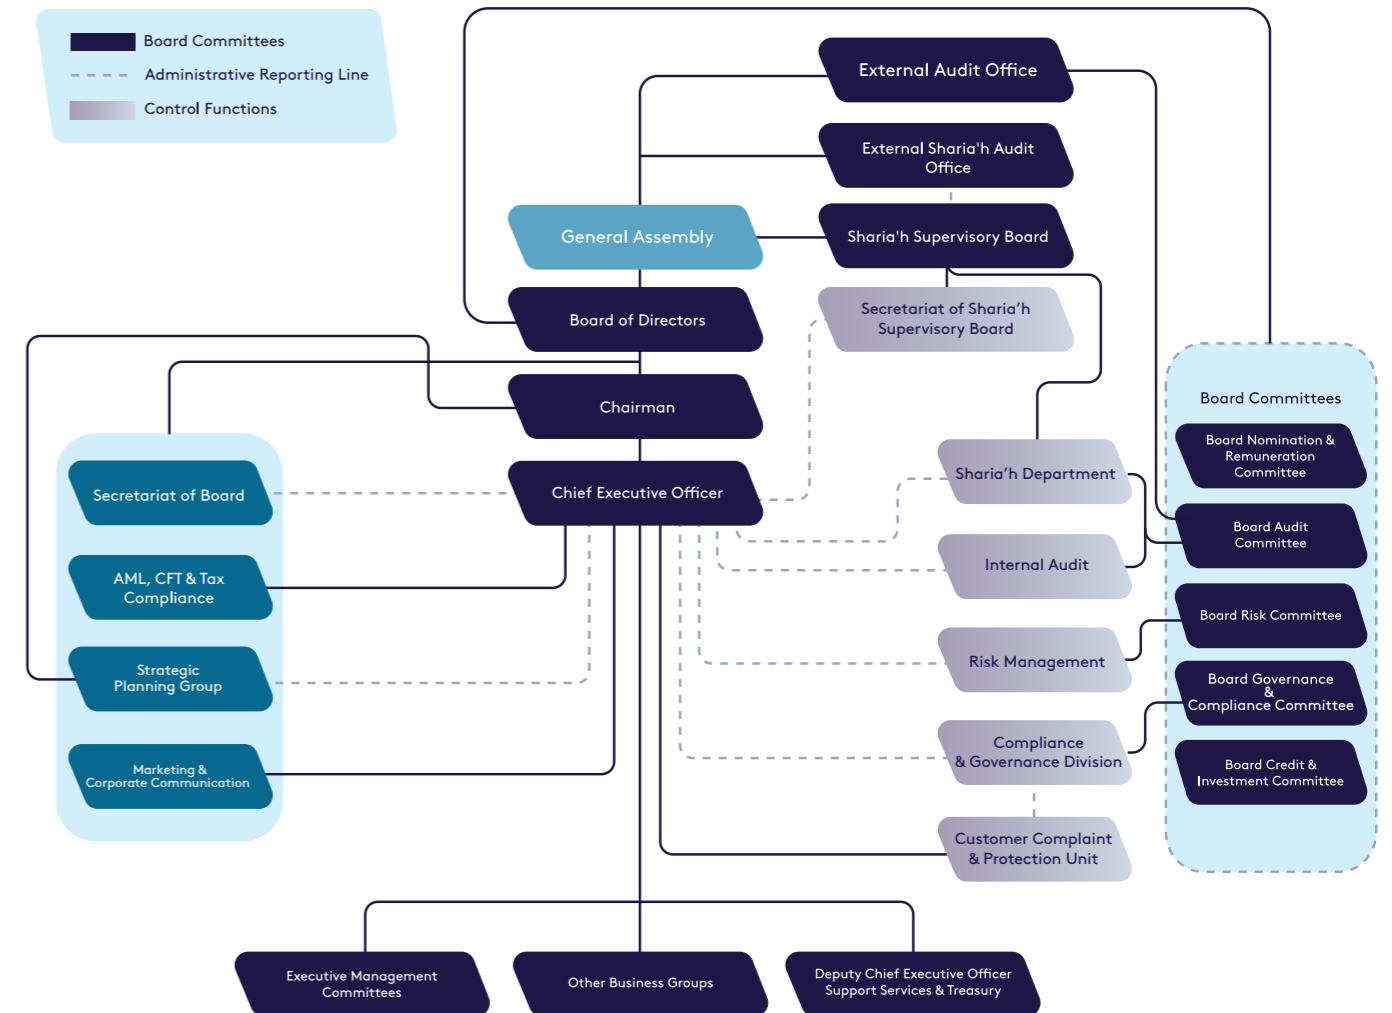 Board Committees
Administrative Reporting Line
Control Functions
External Audit Office
External Sharia'h Audit
Office
General Assembly
Sharia'h Supervisory Board
Board of Directors
Secretariat of Sharia’h
Supervisory Board
Chairman
Chief Executive Officer
Secretariat of Board
AML, CFT & Tax
Compliance
Strategic
Planning Group
Marketing &
Corporate Communication
Sharia’h Department
Internal Audit
Risk Management
Compliance
& Governance Division
Customer Complaint
& Protection Unit
Board Committees
Board Nomination &
Remuneration
Committee
Board Audit
Committee
Board Risk Committee
Board Governance
&
Compliance Committee
Board Credit &
Investment Committee
Executive Management
Committees
Other Business Groups
Deputy Chief Executive Officer
Support Services & Treasury